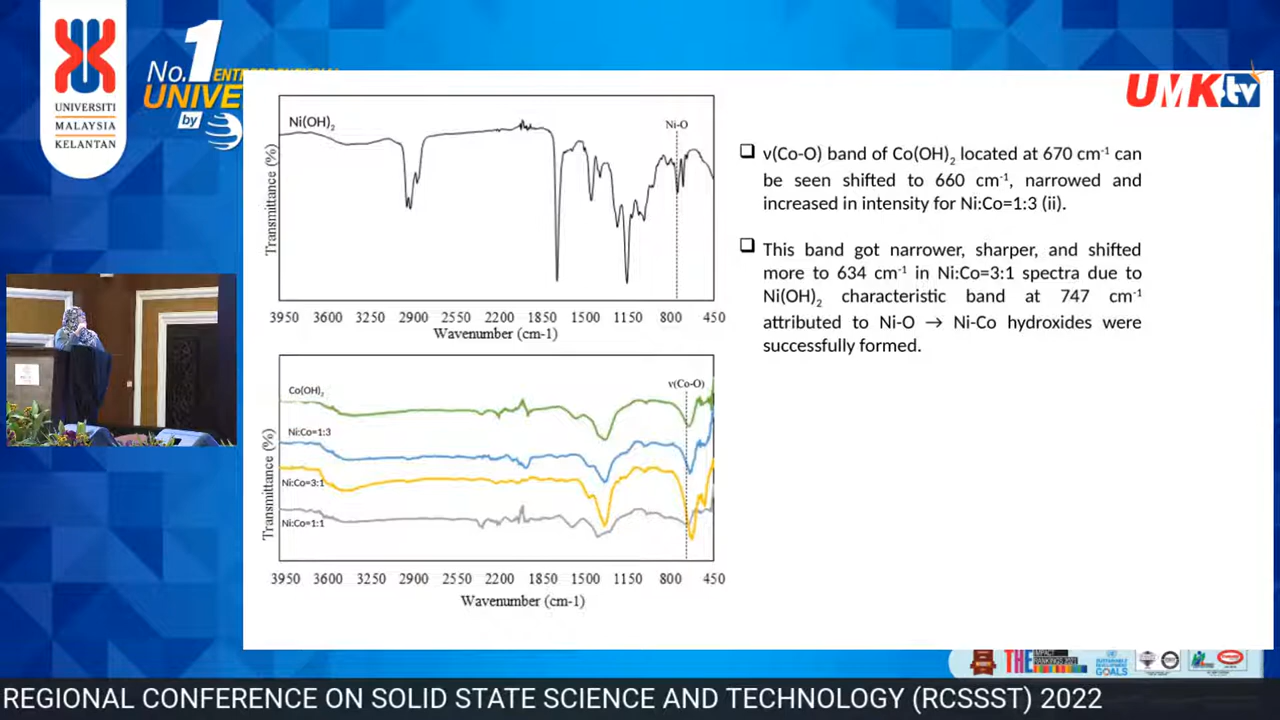 UNIVERSITI
MALAYSIA
KELANTAN
No.1
UNIVE
by
UMKtv
Ni(OH)2
Ni-O
Transmittance (%)
3950 3600 3250 2900 2550 2200 1850 1500 1150 800 450
Wavenumber (cm-1)
Co(OH)2
ν(Co-O)
Ni:Co=1:3
Ni:Co=3:1
Ni:Co=1:1
Transmittance (%)
3950 3600 3250 2900 2550 2200 1850 1500 1150 800 450
Wavenumber (cm-1)
❑ ν(Co-O) band of Co(OH)2 located at 670 cm-1 can
be seen shifted to 660 cm-1, narrowed and
increased in intensity for Ni:Co=1:3 (ii).
❑ This band got narrower, sharper, and shifted
more to 634 cm-1 in Ni:Co=3:1 spectra due to
Ni(OH)2 characteristic band at 747 cm-1
attributed to Ni-O → Ni-Co hydroxides were
successfully formed.
THE IMPACT
RANKINGS 2022
GOALS
REGIONAL CONFERENCE ON SOLID STATE SCIENCE AND TECHNOLOGY (RCSSST) 2022